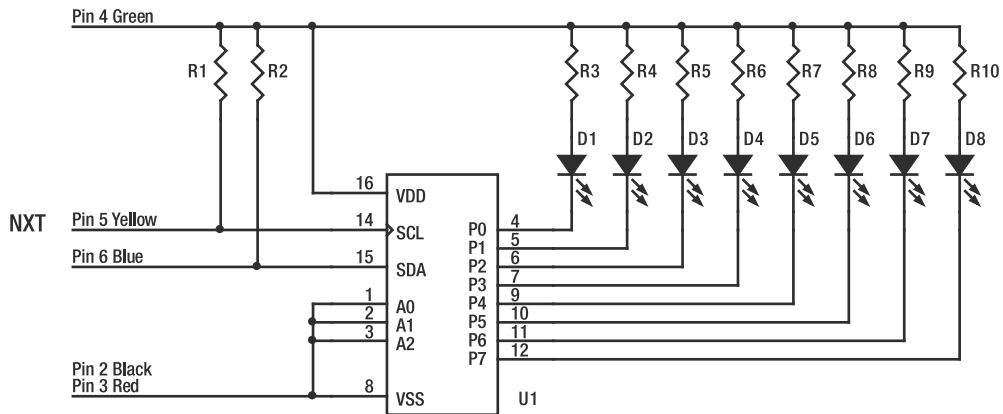 Pin 4 Green
R1 R2 R3 R4 R5 R6 R7 R8 R9 R10
D1 D2 D3 D4 D5 D6 D7 D8
16 VDD
NXT
Pin 5 Yellow 14 SCL P0 4
P1 5
Pin 6 Blue 15 SDA P2 6
P3 7
1 A0 P4 9
2 A1 P5 10
3 A2 P6 11
P7 12
Pin 2 Black
Pin 3 Red 8 VSS U1